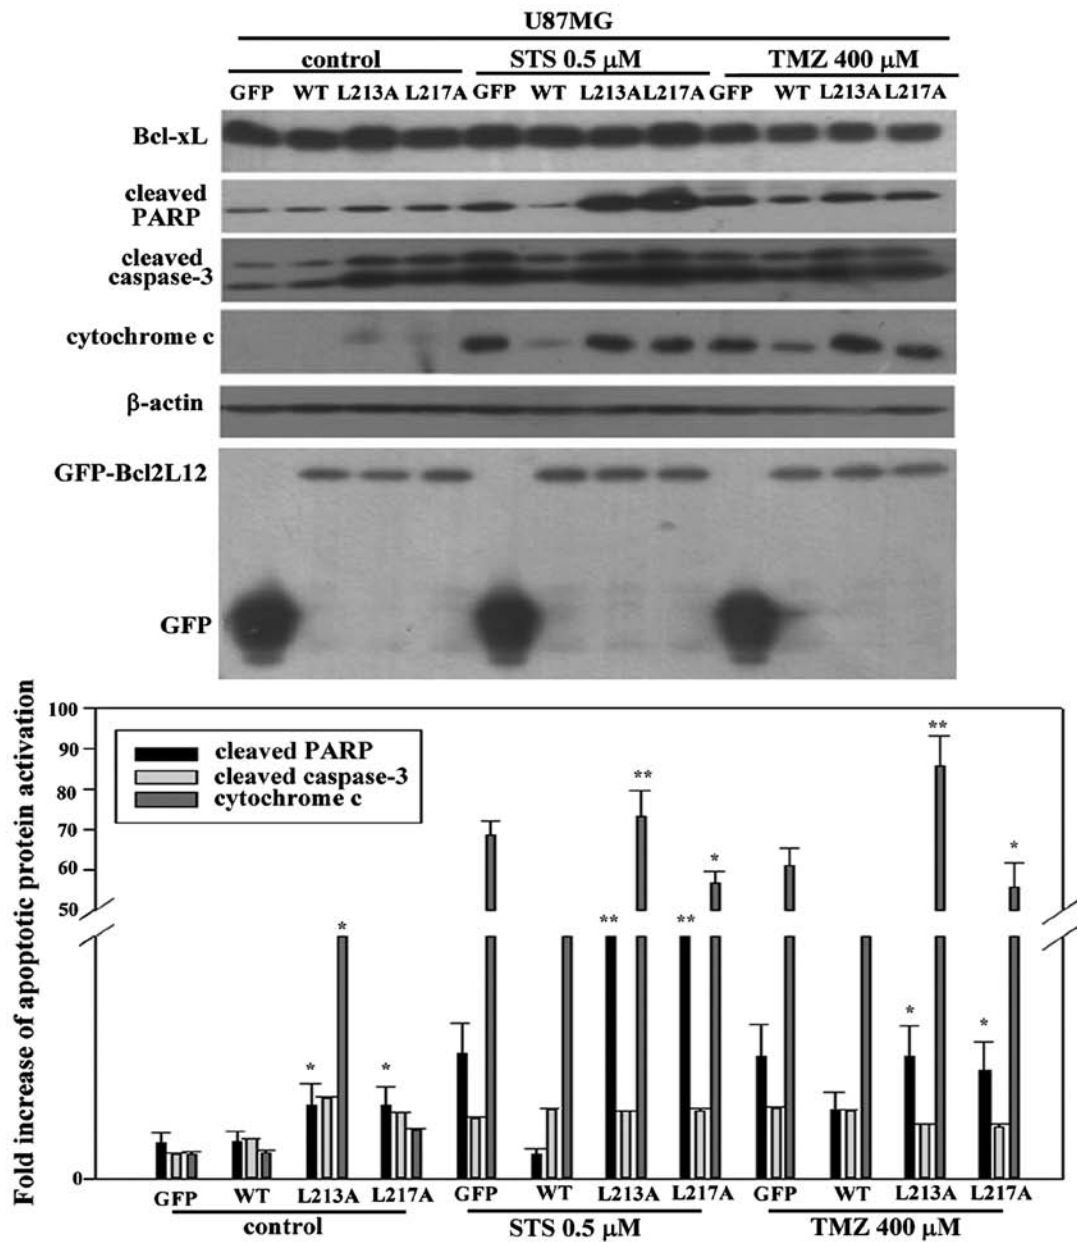 U87MG
control STS 0.5 μM TMZ 400 μM
GFP WT L213A L217A GFP WT L213A L217A GFP WT L213A L217A
Bcl-xL
cleaved
PARP
cleaved
caspase-3
cytochrome c
β-actin
GFP-Bcl2L12
GFP
Fold increase of apoptotic protein activation
100
90
80
70
60
50
0
cleaved PARP
cleaved caspase-3
cytochrome c
** ** * *
** **
*
* * * *
GFP WT L213A L217A GFP WT L213A L217A GFP WT L213A L217A
control STS 0.5 μM TMZ 400 μM